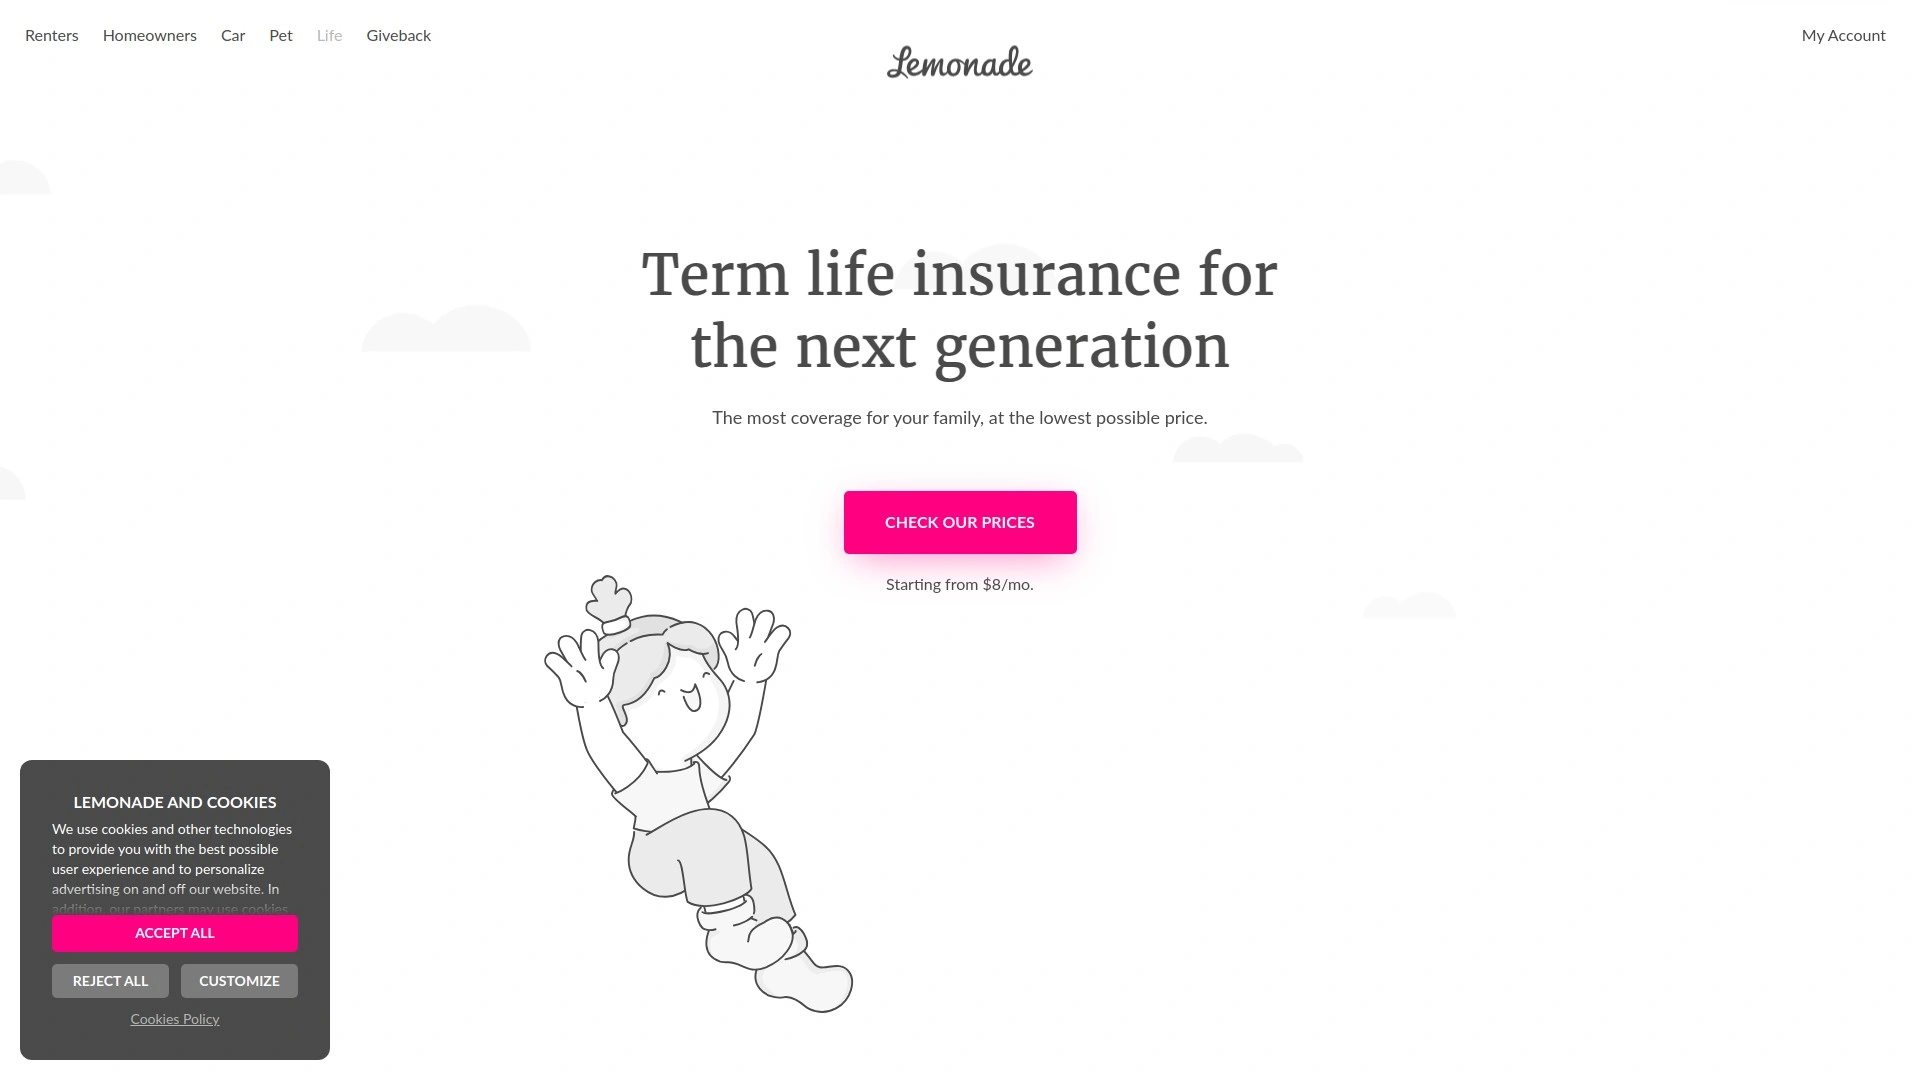 Renters Homeowners Car Pet Life Giveback
My Account
Lemonade
Term life insurance for
the next generation
The most coverage for your family, at the lowest possible price.
CHECK OUR PRICES
Starting from $8/mo.
LEMONADE AND COOKIES
We use cookies and other technologies
to provide you with the best possible
user experience and to personalize
advertising on and off our website. In
addition, our partners may use cookies
ACCEPT ALL
REJECT ALL CUSTOMIZE
Cookies Policy